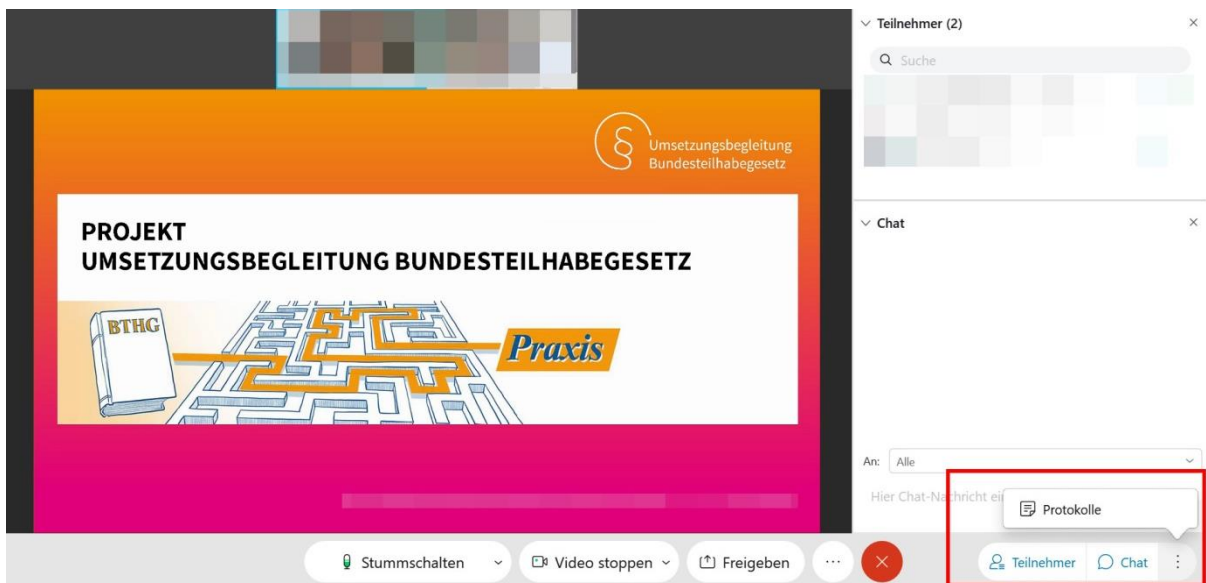 Umsetzungsbegleitung
Bundesteilhabegesetz
PROJEKT
UMSETZUNGSBEGLEITUNG BUNDESTEILHABEGESETZ
BTHG
Praxis
Teilnehmer (2)
Suche
Chat
An: Alle
Hier Chat-Nachricht ei
Protokolle
Stummschalten
Video stoppen
Freigeben
Teilnehmer
Chat